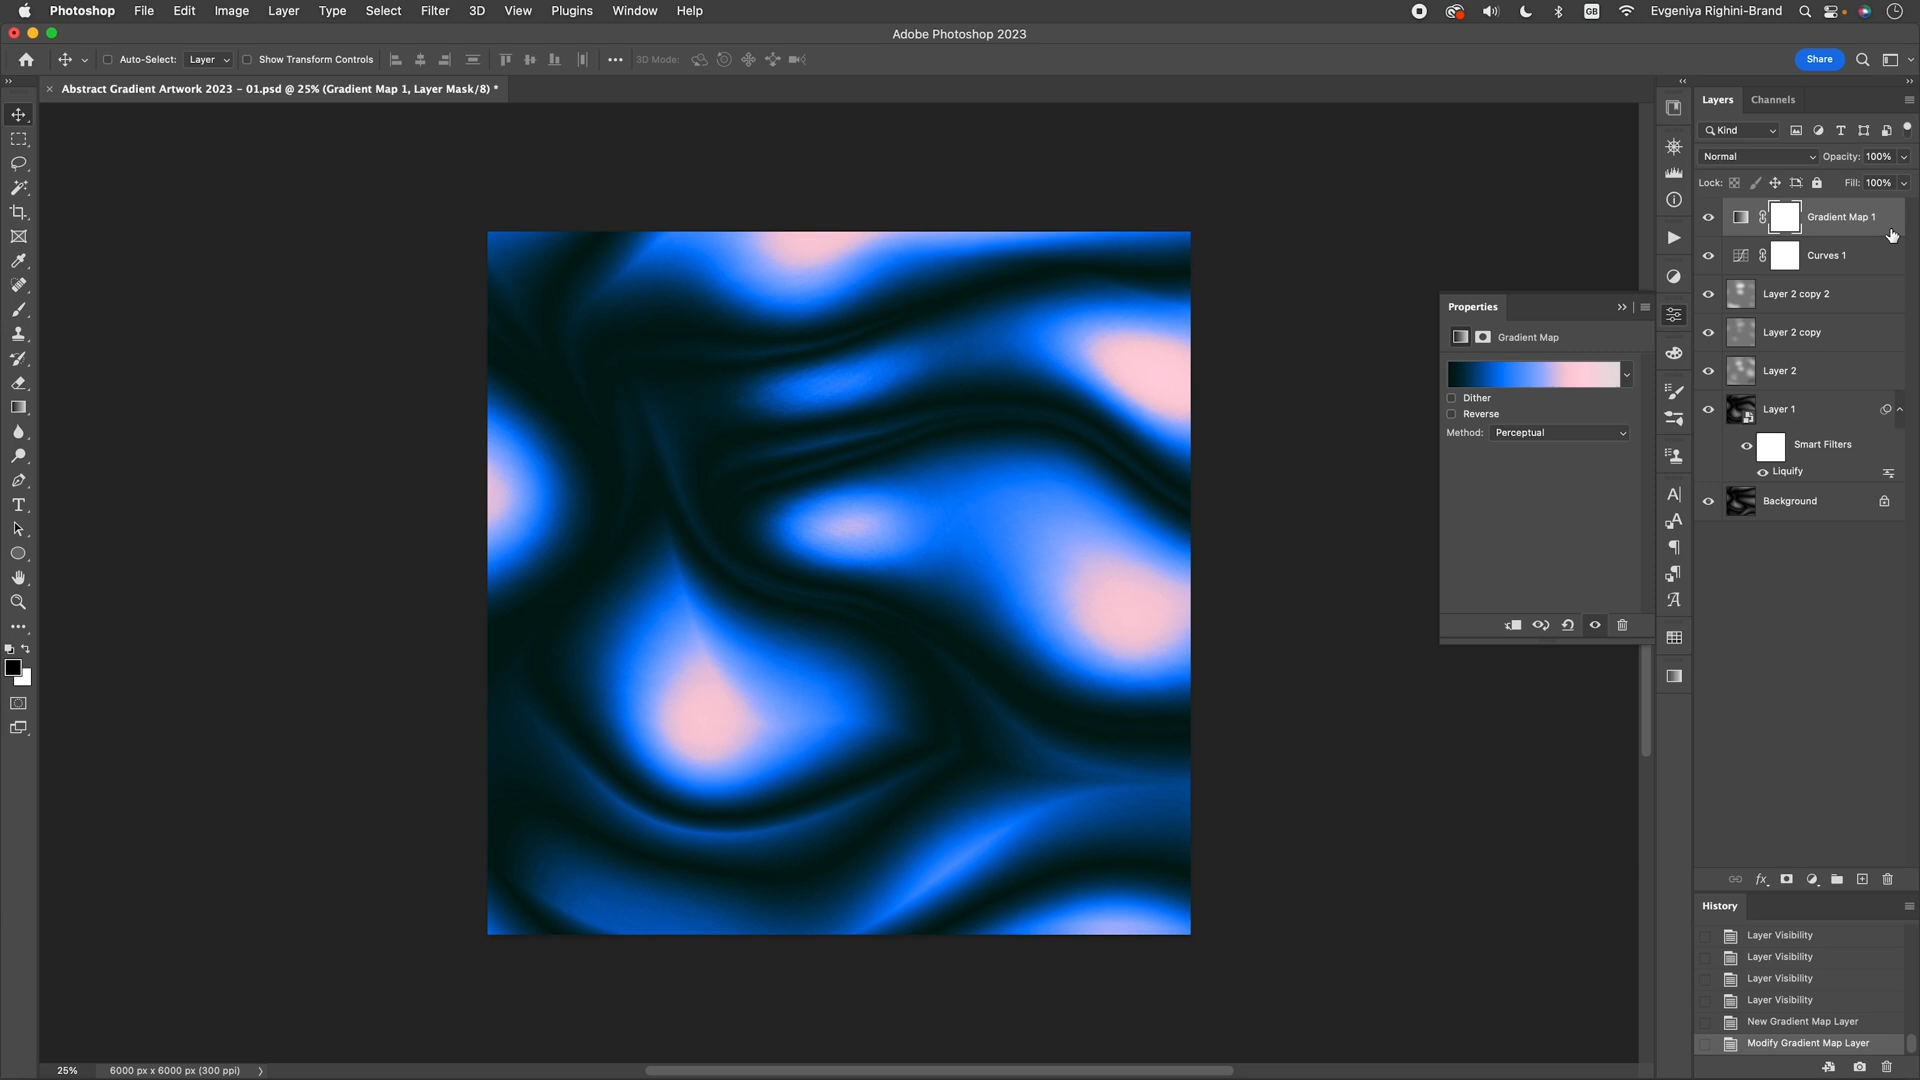 Photoshop File Edit Image Layer Type Select Filter 3D View Plugins Window Help GB Evgeniya Righini-Brand
Adobe Photoshop 2023
Auto-Select: Layer Show Transform Controls 3D Mode: Share
Abstract Gradient Artwork 2023 - 01.psd @ 25% (Gradient Map 1, Layer Mask/8) *
Layers Channels
Kind
Normal Opacity: 100%
Lock: Fill: 100%
Gradient Map 1
Curves 1
Layer 2 copy 2
Layer 2 copy
Layer 2
Layer 1
Smart Filters
Liquify
Background
Properties
Gradient Map
Dither
Reverse
Method: Perceptual
History
Layer Visibility
Layer Visibility
Layer Visibility
Layer Visibility
New Gradient Map Layer
Modify Gradient Map Layer
25% 6000 px x 6000 px (300 ppi)